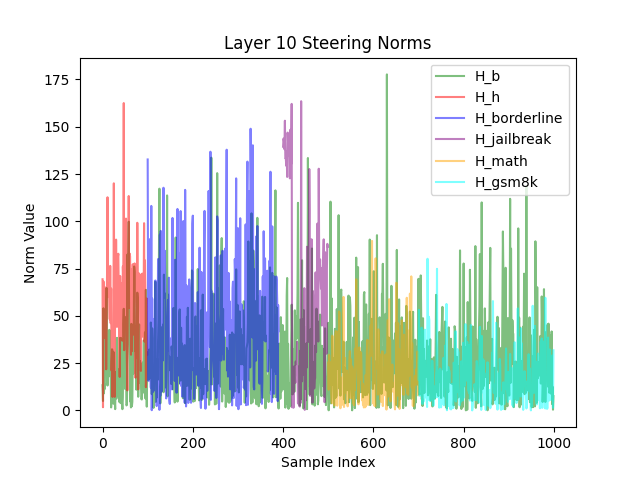 Layer 10 Steering Norms
Norm Value
175
150
125
100
75
50
25
0
H_b
H_h
H_borderline
H_jailbreak
H_math
H_gsm8k
0
200
400
600
800
1000
Sample Index